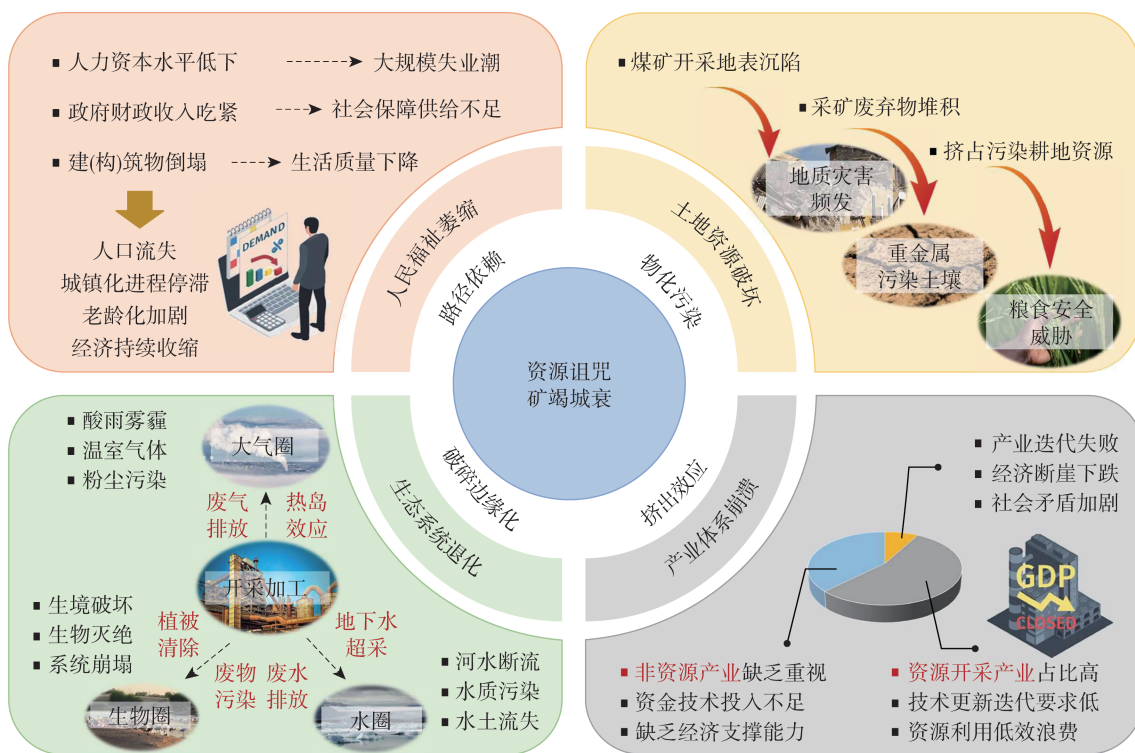 人力资本水平低下 大规模失业潮
政府财政收入吃紧 社会保障供给不足
建(构)筑物倒塌 生活质量下降
人口流失
城镇化进程停滞
老龄化加剧
经济持续收缩
DEMAND
人民福祉萎缩
路径依赖
煤矿开采地表沉陷
采矿废弃物堆积
挤占污染耕地资源
地质灾害
频发
重金属
污染土壤
粮食安全
威胁
土地资源破坏
物化污染
资源诅咒
矿竭城衰
酸雨雾霾
温室气体
粉尘污染
大气圈
废气
排放
热岛
效应
开采加工
生境破坏
生物灭绝
系统崩塌
植被
清除
地下水
超采
废物
污染
废水
排放
河水断流
水质污染
水土流失
生物圈
水圈
生态系统退化
破碎边缘化
挤出效应
产业体系崩溃
产业迭代失败
经济断崖下跌
社会矛盾加剧
GDP
CLOSED
非资源产业缺乏重视
资金技术投入不足
缺乏经济支撑能力
资源开采产业占比高
技术更新迭代要求低
资源利用低效浪费